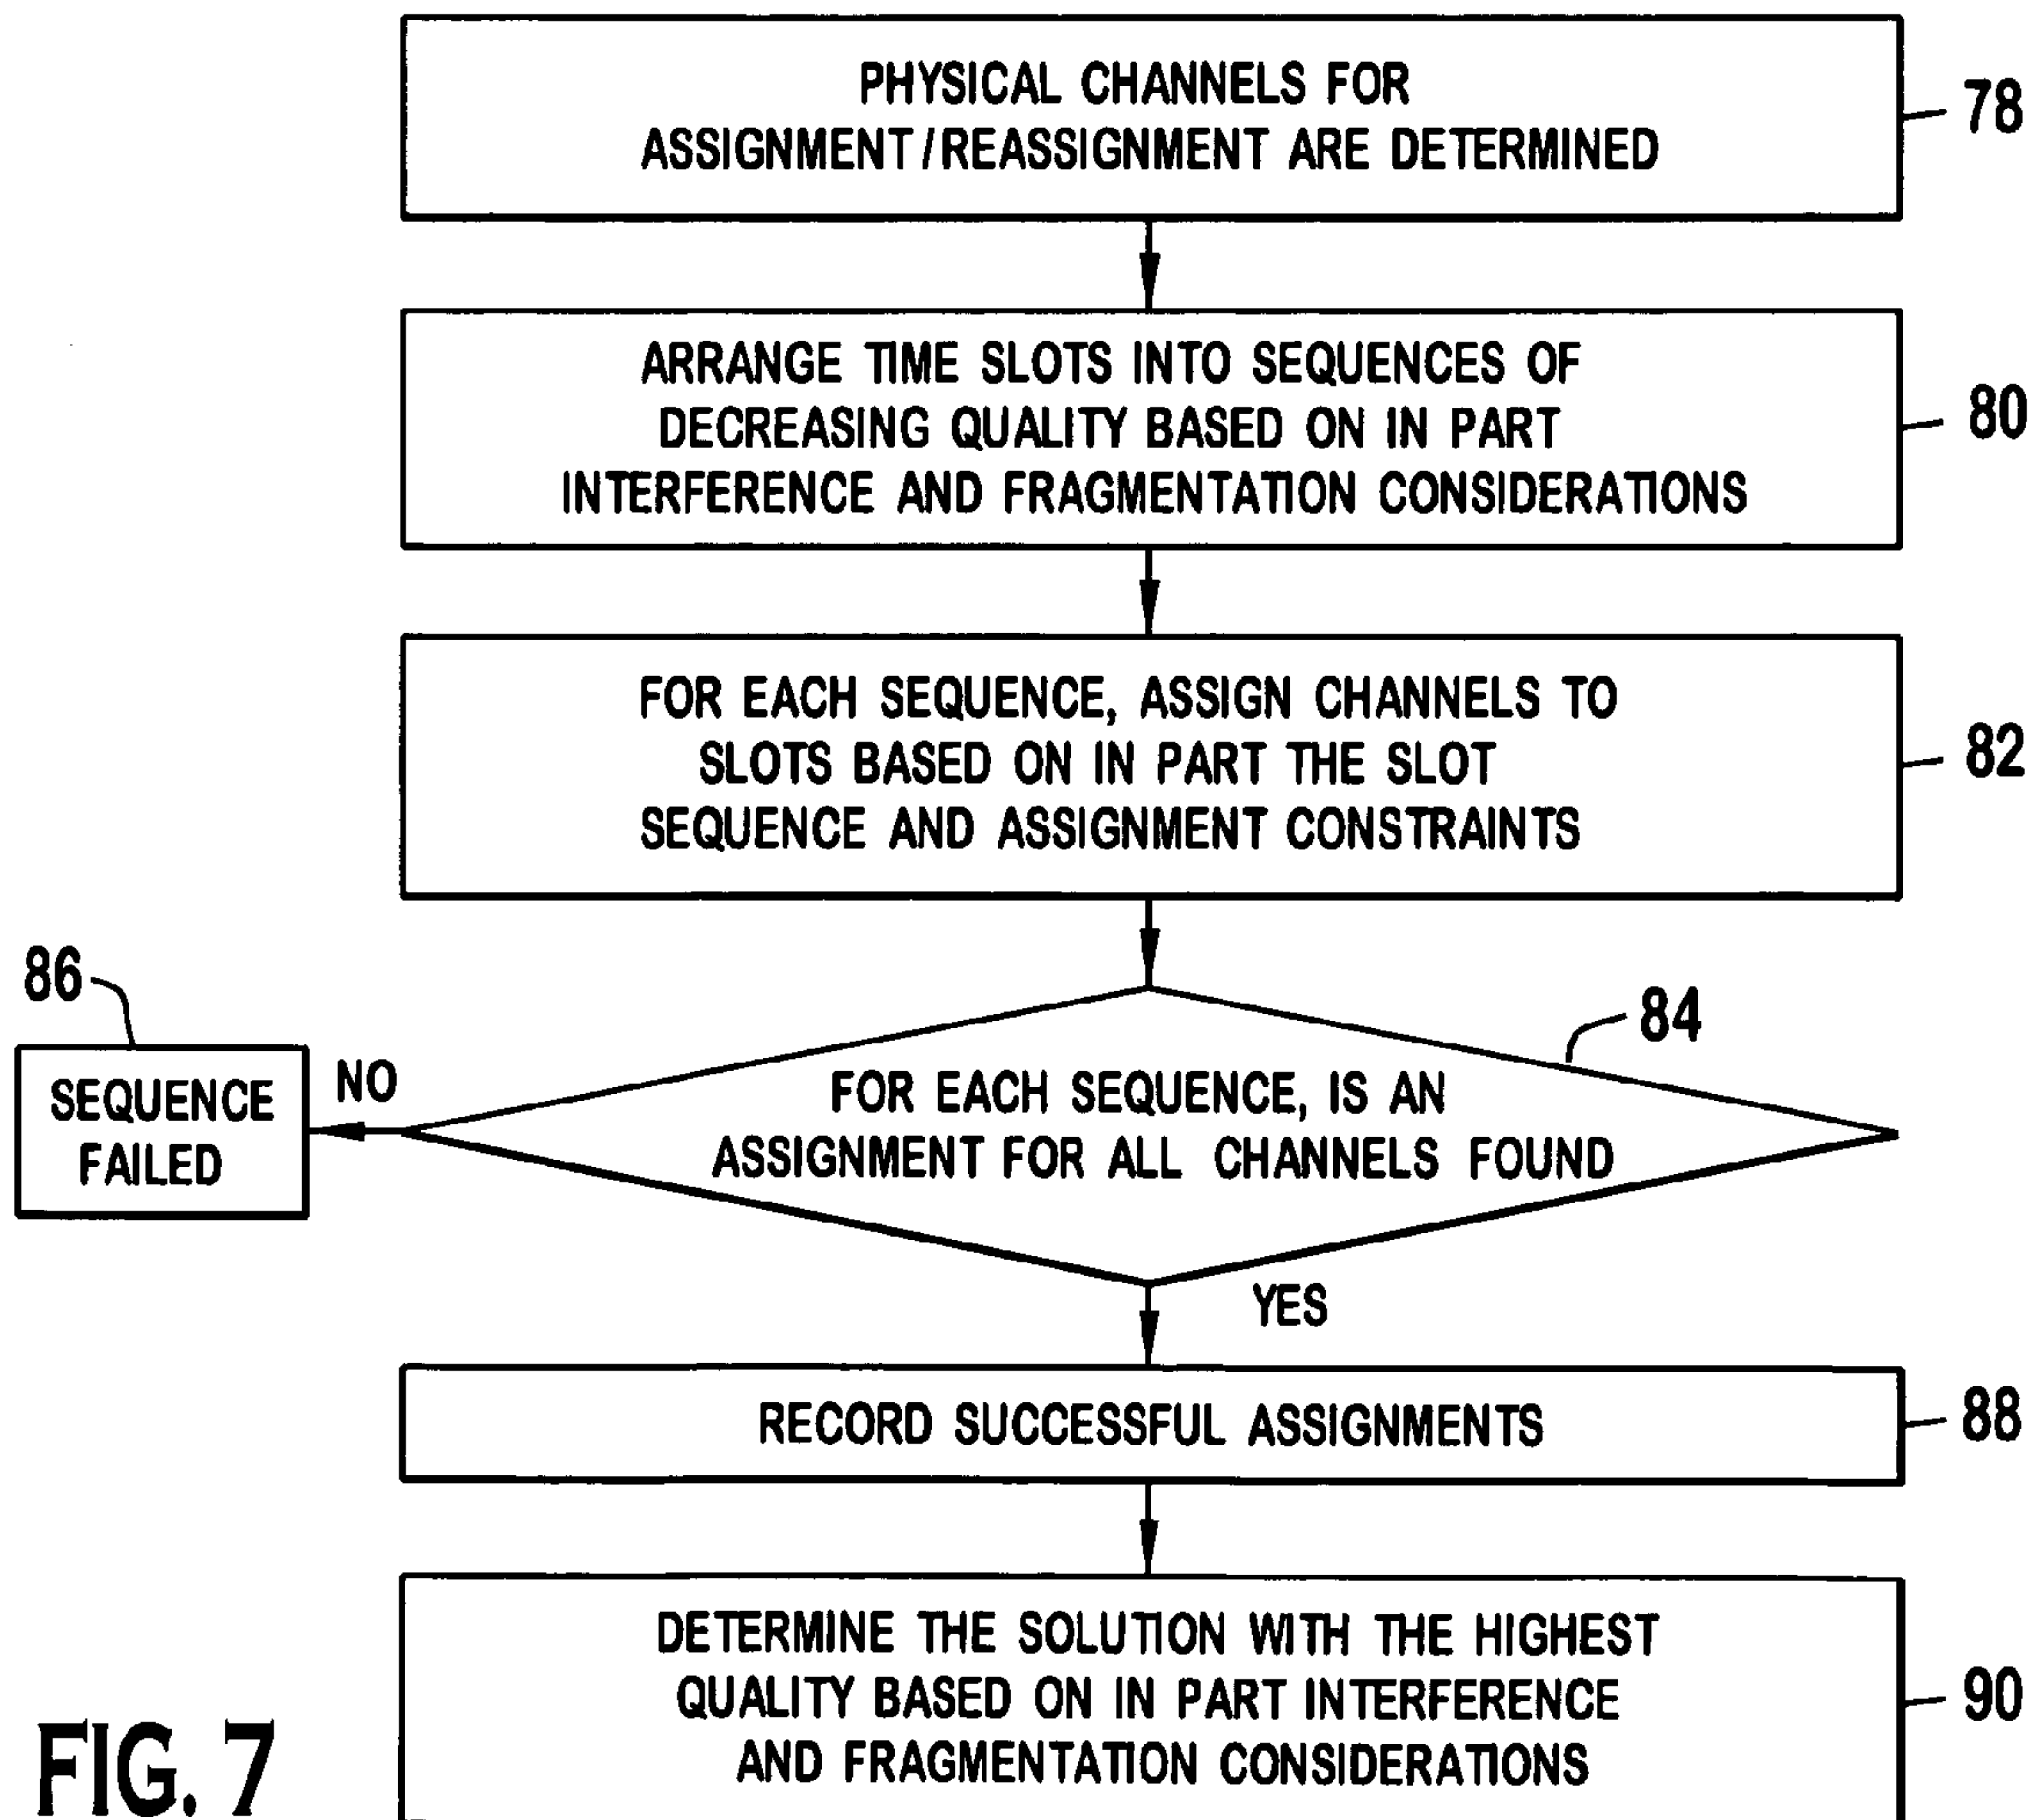 PHYSICAL CHANNELS FOR
ASSIGNMENT/REASSIGNMENT ARE DETERMINED
78
ARRANGE TIME SLOTS INTO SEQUENCES OF
DECREASING QUALITY BASED ON IN PART
INTERFERENCE AND FRAGMENTATION CONSIDERATIONS
80
FOR EACH SEQUENCE, ASSIGN CHANNELS TO
SLOTS BASED ON IN PART THE SLOT
SEQUENCE AND ASSIGNMENT CONSTRAINTS
82
86
SEQUENCE
FAILED
NO
84
FOR EACH SEQUENCE, IS AN
ASSIGNMENT FOR ALL CHANNELS FOUND
YES
RECORD SUCCESSFUL ASSIGNMENTS
88
DETERMINE THE SOLUTION WITH THE HIGHEST
QUALITY BASED ON IN PART INTERFERENCE
AND FRAGMENTATION CONSIDERATIONS
90
FIG. 7